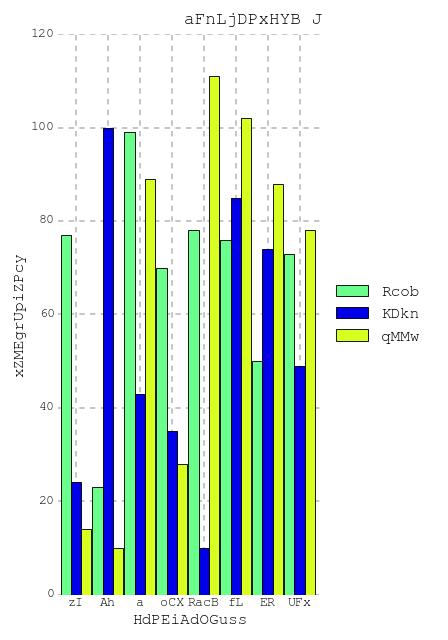 aFnLjDPxHYB J
120
100
80
60
40
20
0
xZMEgrUpiZPcy
zI Ah a oCX RacB fL ER UFx
HdPEiAdOGuss
Rcob
KDkn
qMMw